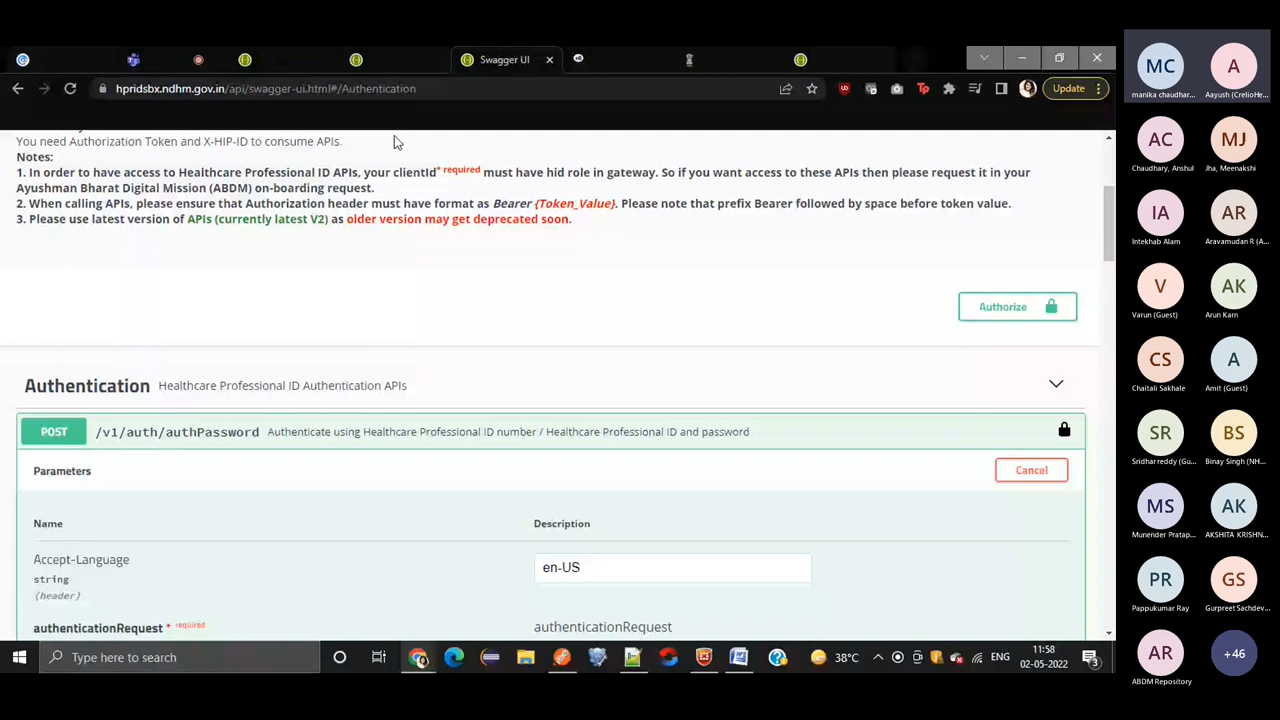 Swagger UI
hpridsbx.ndhm.gov.in/api/swagger-ui.html#/Authentication
Update
You need Authorization Token and X-HIP-ID to consume APIs.
Notes:
1. In order to have access to Healthcare Professional ID APIs, your clientId* required must have hid role in gateway. So if you want access to these APIs then please request it in your
Ayushman Bharat Digital Mission (ABDM) on-boarding request.
2. When calling APIs, please ensure that Authorization header must have format as Bearer {Token_Value}. Please note that prefix Bearer followed by space before token value.
3. Please use latest version of APIs (currently latest V2) as older version may get deprecated soon.
Authorize
Authentication Healthcare Professional ID Authentication APIs
POST /v1/auth/authPassword Authenticate using Healthcare Professional ID number / Healthcare Professional ID and password
Parameters
Cancel
Name Description
Accept-Language
string
(header)
en-US
authenticationRequest * required
authenticationRequest
Type here to search
38°C
ENG
11:58
02-05-2022
3
MC
manika chaudhar...
A
Aayush (CrelioHe...
AC
Chaudhary, Anshul
MJ
Jha, Meenakshi
IA
Intekhab Alam
AR
Aravamudan R (A...
V
Varun (Guest)
AK
Arun Karn
CS
Chaitali Sakhale
A
Amit (Guest)
SR
Sridhar reddy (Gu...
BS
Binay Singh (NH...
MS
Munender Pratap...
AK
AKSHITA KRISHN...
PR
Pappukumar Ray
GS
Gurpreet Sachdev...
AR
ABDM Repository
+46